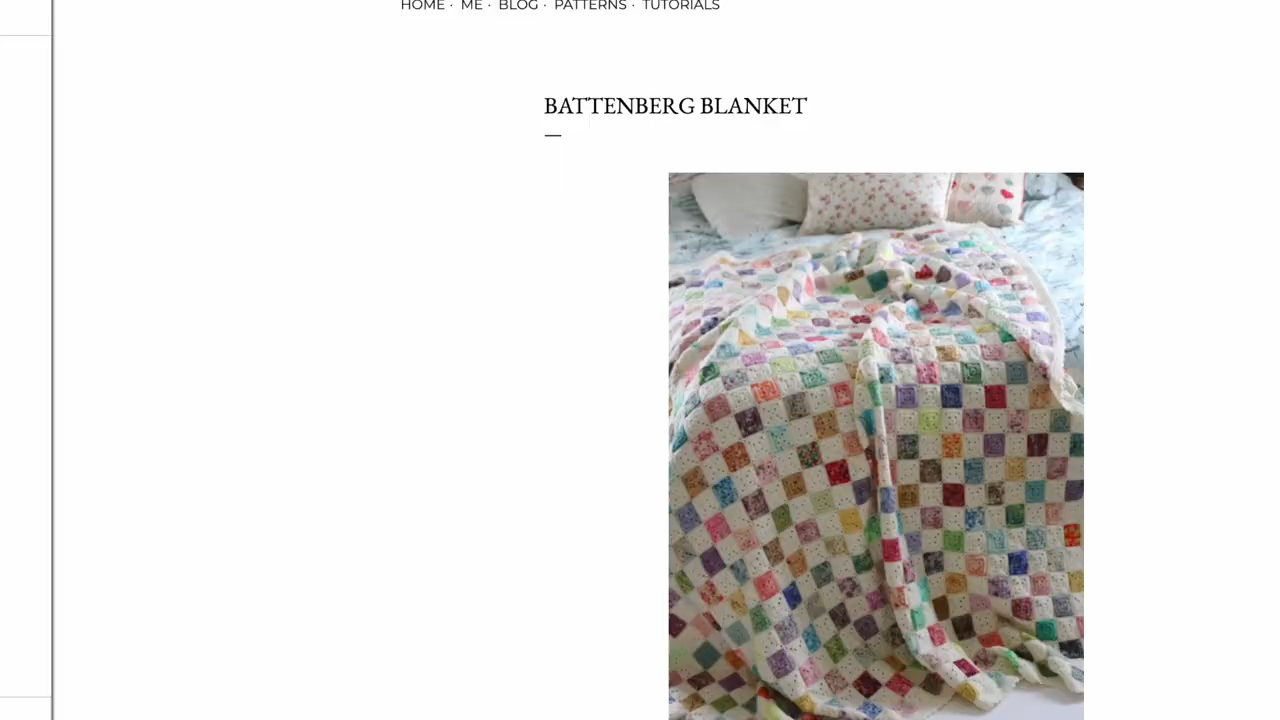 HOME · ME · BLOG · PATTERNS · TUTORIALS
BATTENBERG BLANKET